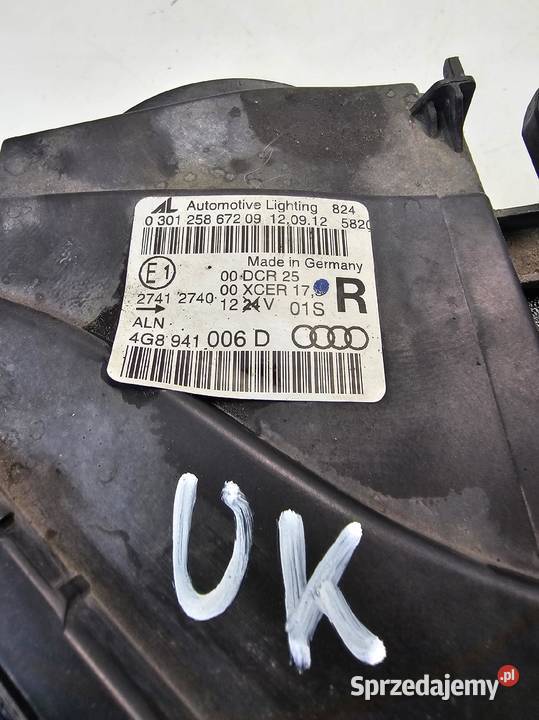 AL Automotive Lighting 824
0 301 258 672 09 12.09.12 5820
Made in Germany
E1 00 DCR 25
00 XCER 17,5 R
2741 2740 12 24 V 01S
ALN
4G8 941 006 D
UK
Sprzedajemy.pl